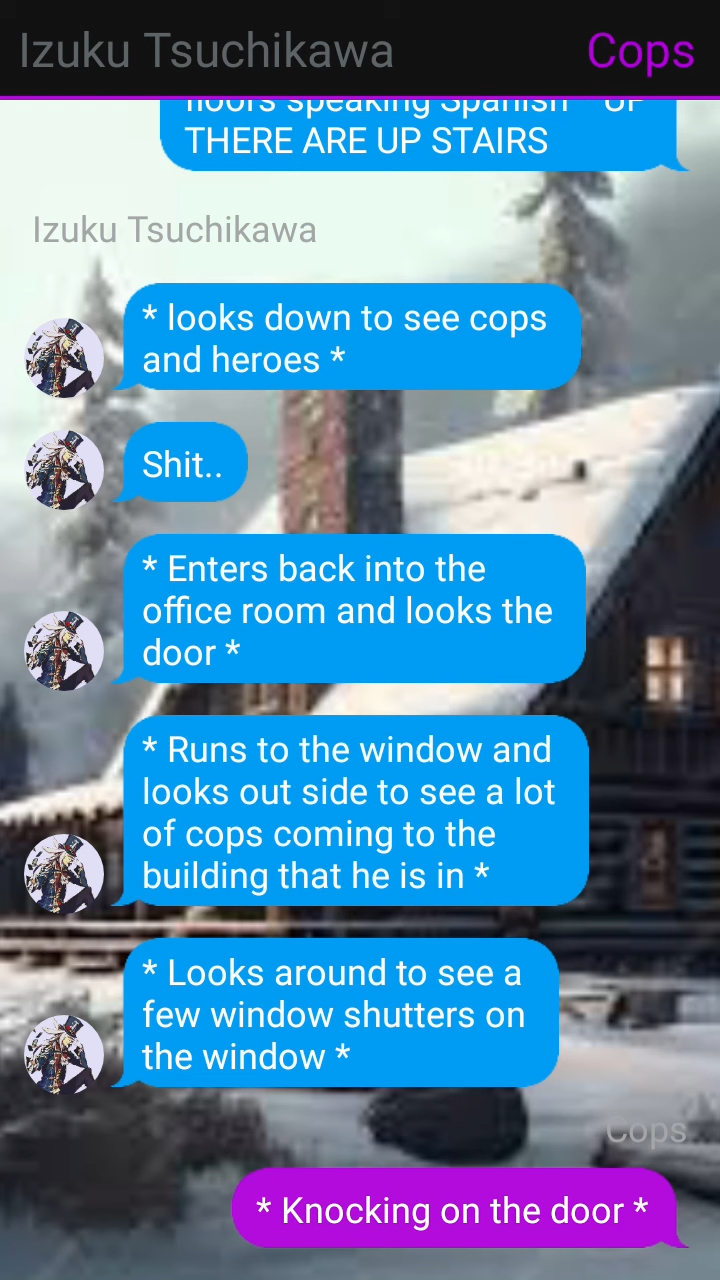 Izuku Tsuchikawa
Cops
floors speaking Spanish UP
THERE ARE UP STAIRS
Izuku Tsuchikawa
* looks down to see cops
and heroes *
Shit..
* Enters back into the
office room and looks the
door *
* Runs to the window and
looks out side to see a lot
of cops coming to the
building that he is in *
* Looks around to see a
few window shutters on
the window *
Cops
* Knocking on the door *